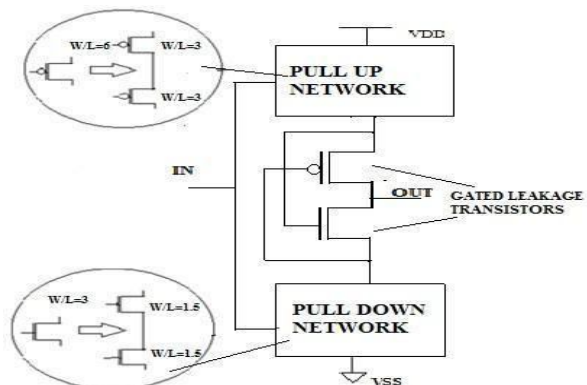 VDD
W/L=6
W/L=3
PULL UP
NETWORK
W/L=3
IN
OUT
GATED LEAKAGE
TRANSISTORS
W/L=3
W/L=1.5
PULL DOWN
NETWORK
W/L=1.5
VSS